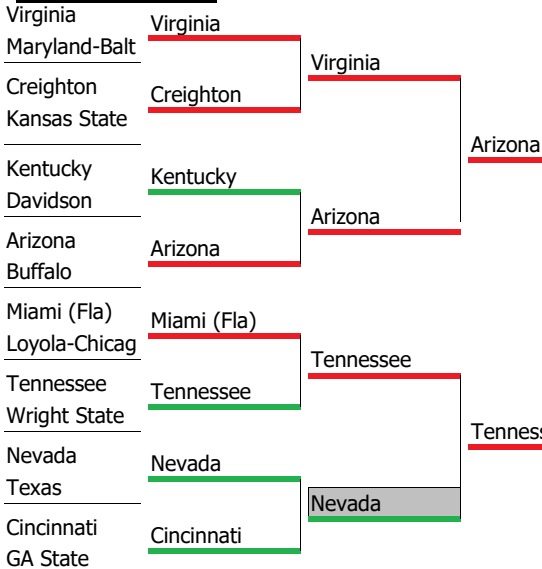 Virginia
Maryland-Balt
Creighton
Kansas State
Kentucky
Davidson
Arizona
Buffalo
Miami (Fla)
Loyola-Chicag
Tennessee
Wright State
Nevada
Texas
Cincinnati
GA State
Virginia
Creighton
Kentucky
Arizona
Miami (Fla)
Tennessee
Nevada
Cincinnati
Virginia
Arizona
Tennessee
Nevada
Arizona
Tenness